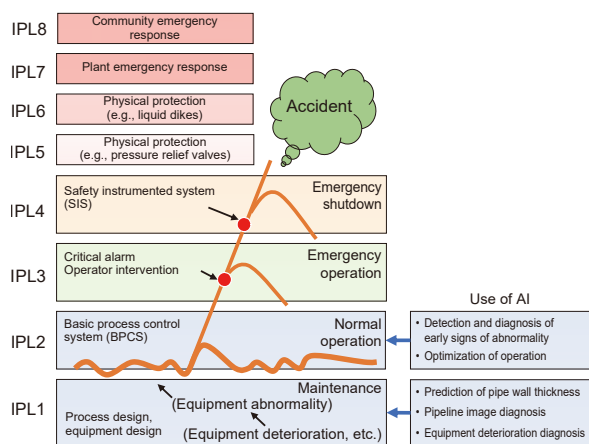 IPL8
Community emergency
response
IPL7
Plant emergency response
IPL6
Physical protection
(e.g., liquid dikes)
IPL5
Physical protection
(e.g., pressure relief valves)
Accident
IPL4
Safety instrumented system
(SIS)
Emergency
shutdown
IPL3
Critical alarm
Operator intervention
Emergency
operation
IPL2
Basic process control
system (BPCS)
Normal
operation
Use of AI
• Detection and diagnosis of
early signs of abnormality
• Optimization of operation
IPL1
Maintenance
(Equipment abnormality)
Process design,
equipment design
(Equipment deterioration, etc.)
• Prediction of pipe wall thickness
• Pipeline image diagnosis
• Equipment deterioration diagnosis